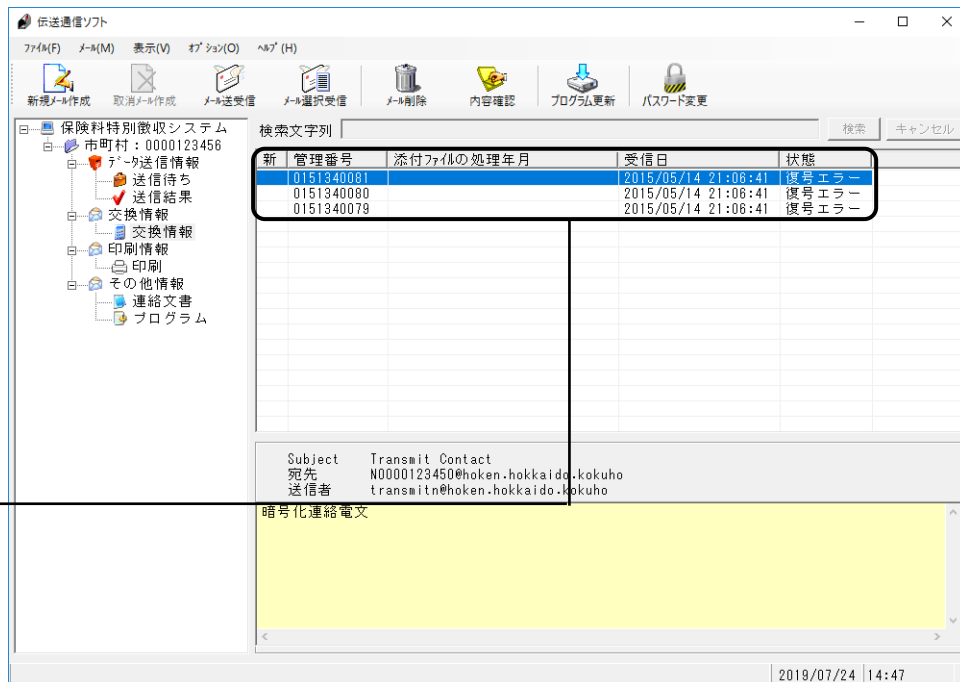 伝送通信ソフト
ファイル(F) メール(M) 表示(V) オプション(O) ヘルプ(H)
新規メール作成 取消メール作成 メール送受信 メール選択受信 メール削除 内容確認 プログラム更新 パスワード変更
保険料特別徴収システム
市町村：0000123456
データ送信情報
送信待ち
送信結果
交換情報
交換情報
印刷情報
印刷
その他情報
連絡文書
プログラム
検索文字列 検索 キャンセル
新 管理番号 添付ファイルの処理年月 受信日 状態
0151340081 2015/05/14 21:06:41 復号エラー
0151340080 2015/05/14 21:06:41 復号エラー
0151340079 2015/05/14 21:06:41 復号エラー
Subject Transmit Contact
宛先 N0000123450@hoken.hokkaido.kokuho
送信者 transmitn@hoken.hokkaido.kokuho
暗号化連絡電文
2019/07/24 14:47